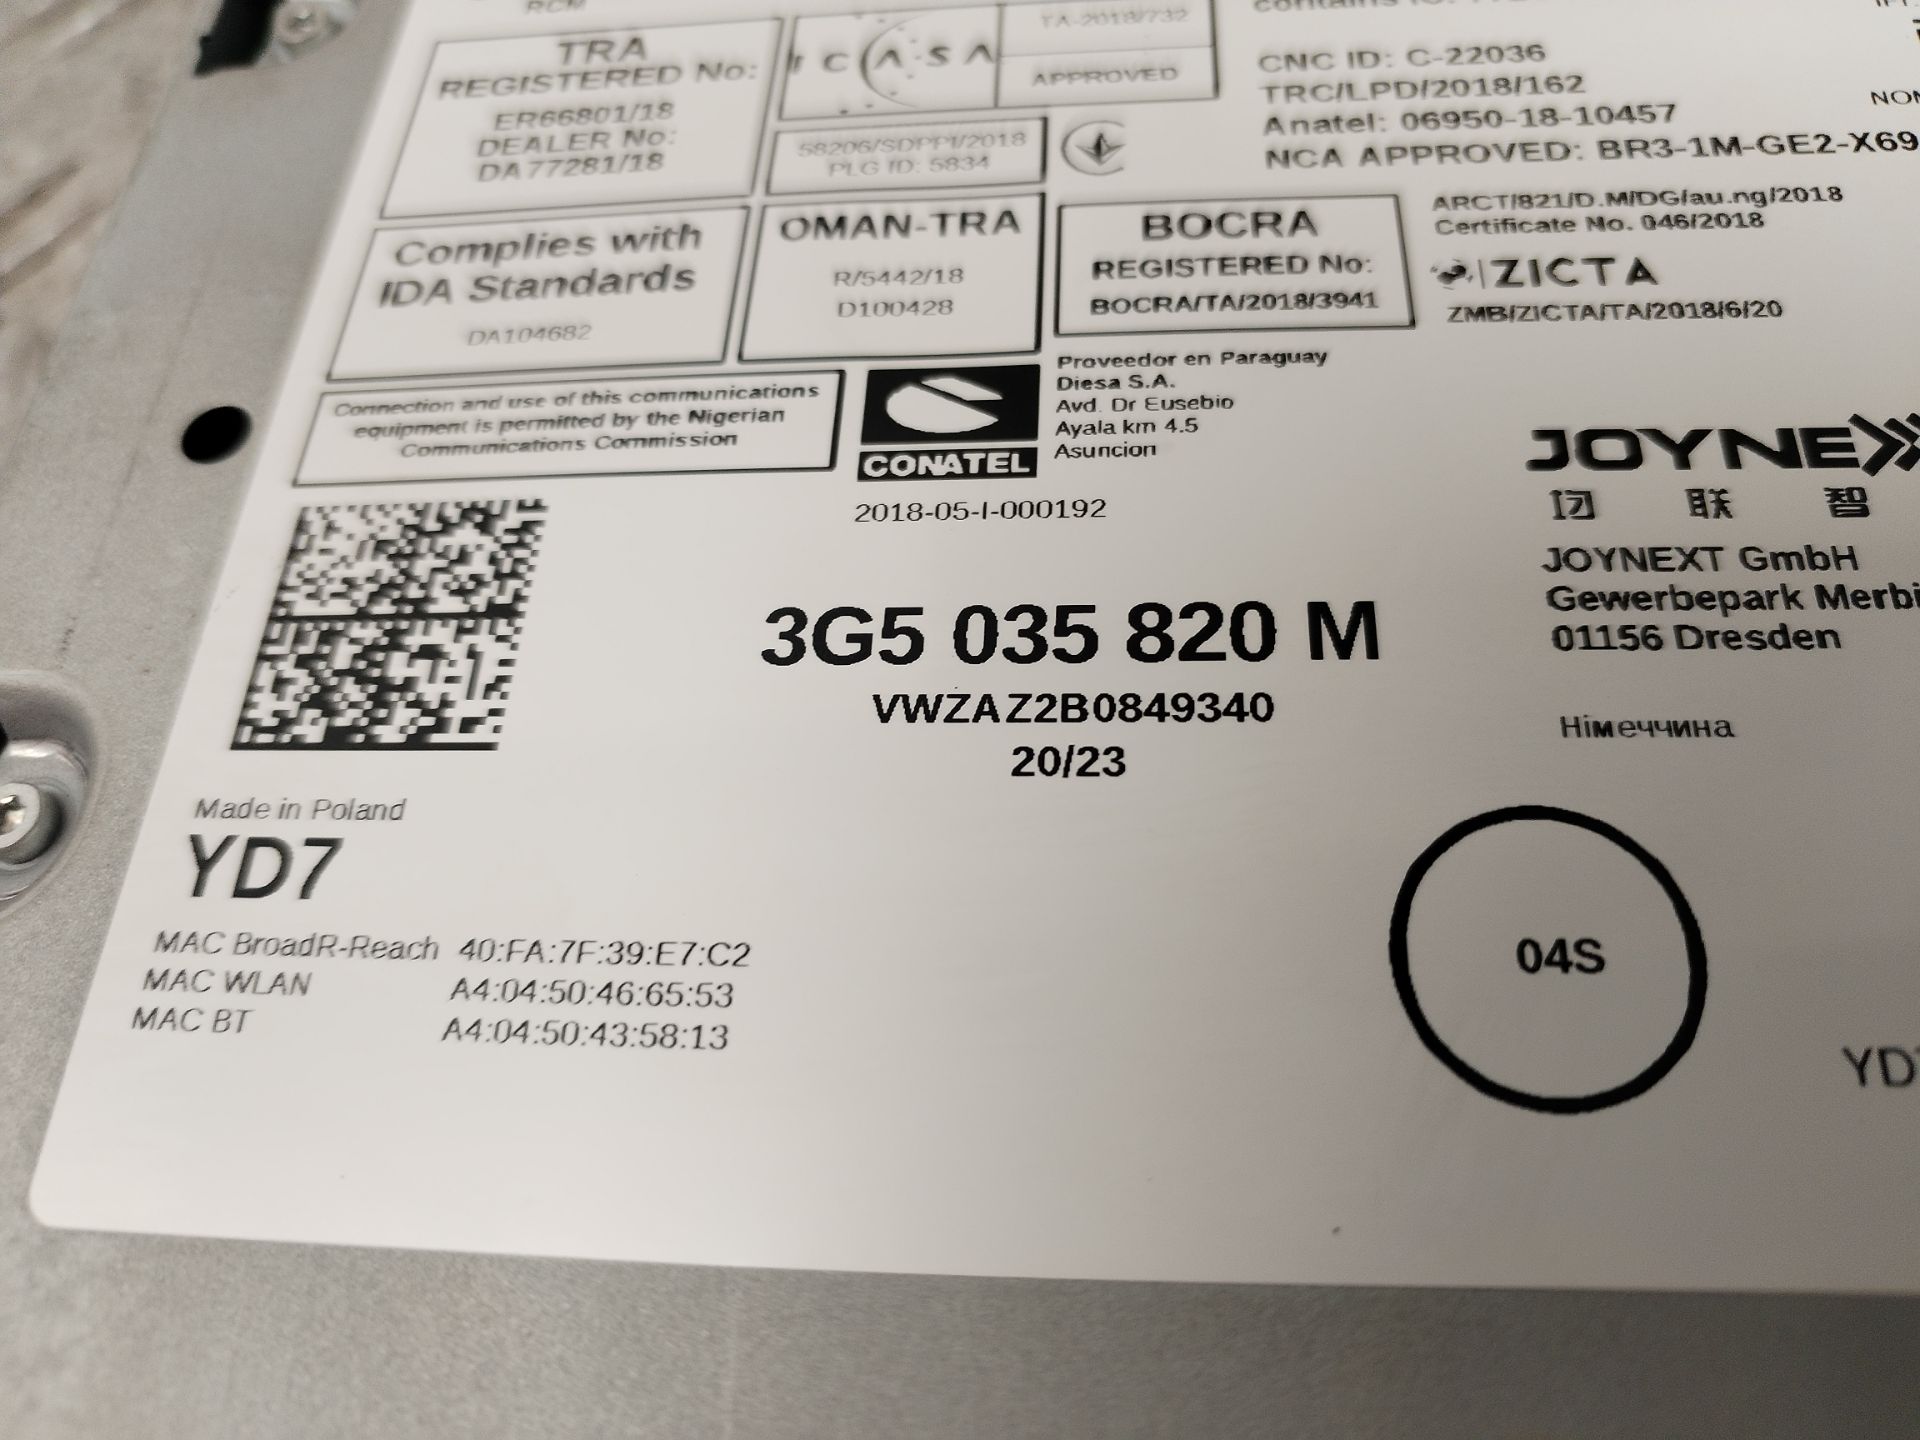 RCM
TRA
REGISTERED No:
ER66801/18
DEALER No:
DA77281/18
ICASA
TA-2018/732
APPROVED
58206/SDPPI/2018
PLG ID: 5834
CNC ID: C-22036
TRC/LPD/2018/162
Anatel: 06950-18-10457
NCA APPROVED: BR3-1M-GE2-X69
Complies with
IDA Standards
DA104682
OMAN-TRA
R/5442/18
D100428
BOCRA
REGISTERED No:
BOCRA/TA/2018/3941
ARCT/821/D.M/DG/au.ng/2018
Certificate No. 046/2018
ZICTA
ZMB/ZICTA/TA/2018/6/20
Connection and use of this communications
equipment is permitted by the Nigerian
Communications Commission
CONATEL
2018-05-I-000192
Proveedor en Paraguay
Diesa S.A.
Avd. Dr Eusebio
Ayala km 4.5
Asuncion
JOYNEX
联 智
JOYNEXT GmbH
Gewerbepark Merbi
01156 Dresden
Німеччина
3G5 035 820 M
VWZAZ2B0849340
20/23
Made in Poland
YD7
MAC BroadR-Reach 40:FA:7F:39:E7:C2
MAC WLAN A4:04:50:46:65:53
MAC BT A4:04:50:43:58:13
04S
YD7